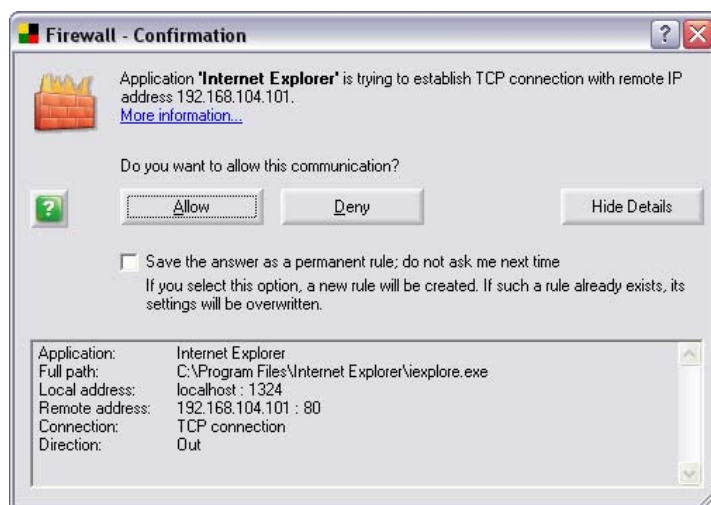 Firewall - Confirmation
Application 'Internet Explorer' is trying to establish TCP connection with remote IP
address 192.168.104.101.
More information...
Do you want to allow this communication?
Allow Deny Hide Details
Save the answer as a permanent rule; do not ask me next time
If you select this option, a new rule will be created. If such a rule already exists, its
settings will be overwritten.
Application: Internet Explorer
Full path: C:\Program Files\Internet Explorer\iexplore.exe
Local address: localhost : 1324
Remote address: 192.168.104.101 : 80
Connection: TCP connection
Direction: Out